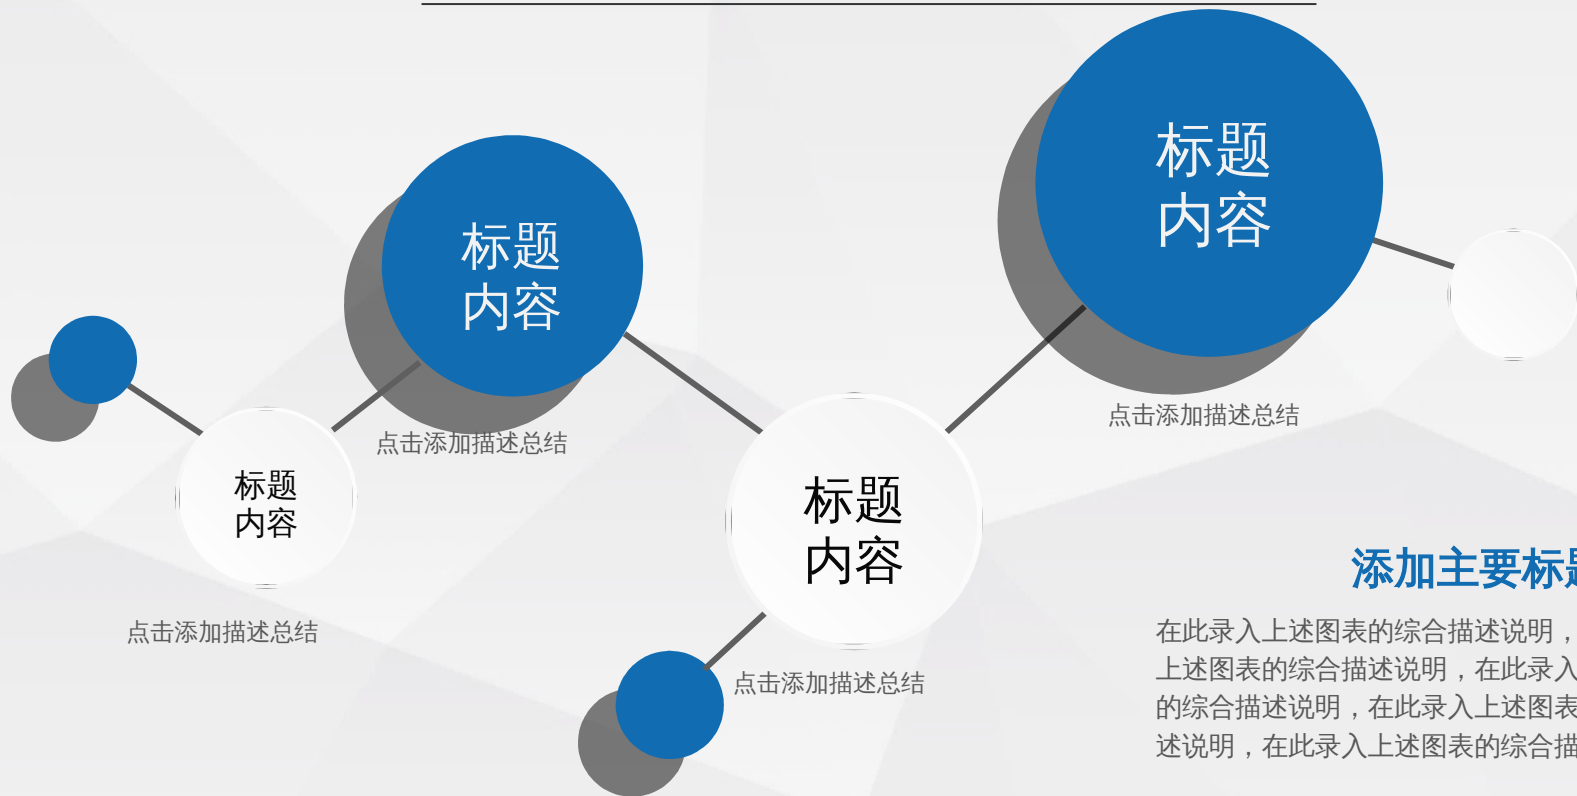 标题
内容
标题
内容
点击添加描述总结
点击添加描述总结
标题
内容
标题
内容
点击添加描述总结
点击添加描述总结
添加主要标题
在此录入上述图表的综合描述说明，
上述图表的综合描述说明，在此录入
的综合描述说明，在此录入上述图表
述说明，在此录入上述图表的综合描